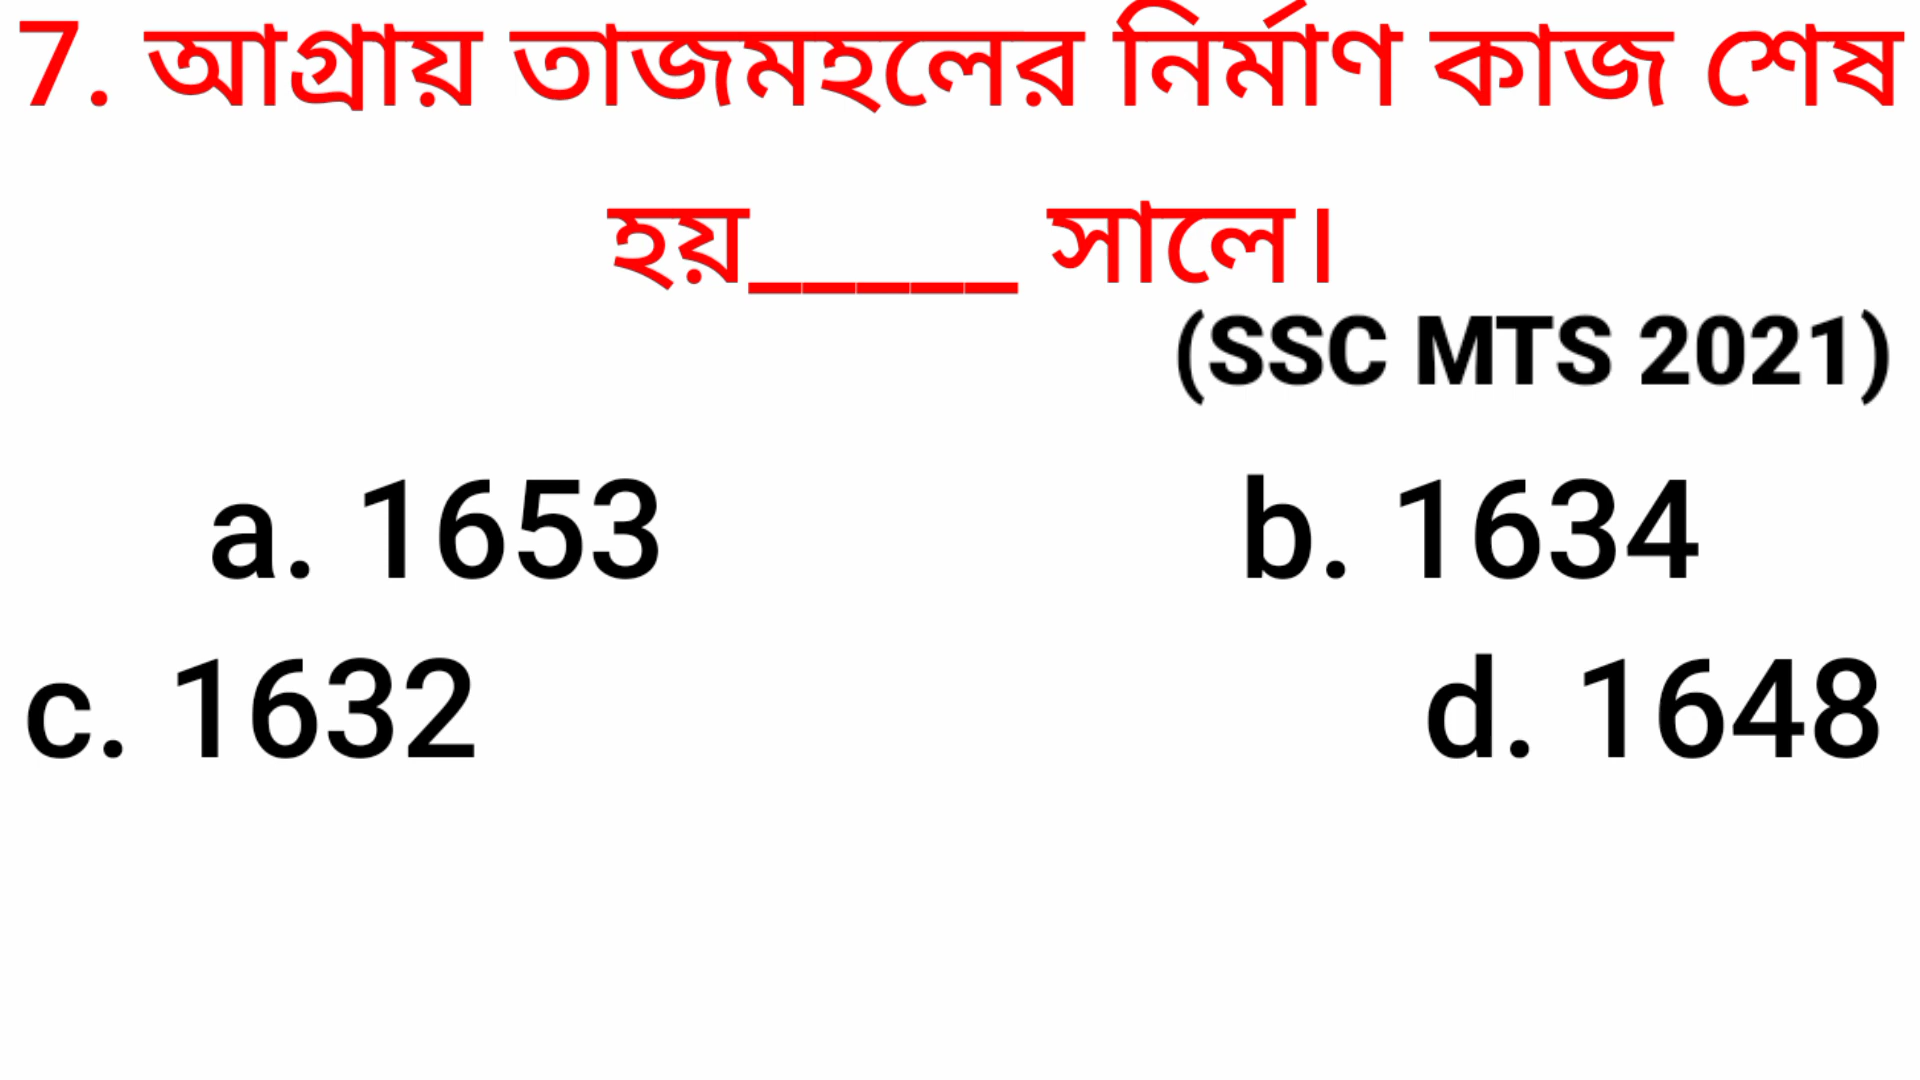 7. আগ্রায় তাজমহলের নির্মাণ কাজ শেষ
হয়_____ সালে।
(SSC MTS 2021)
a. 1653 b. 1634
c. 1632 d. 1648